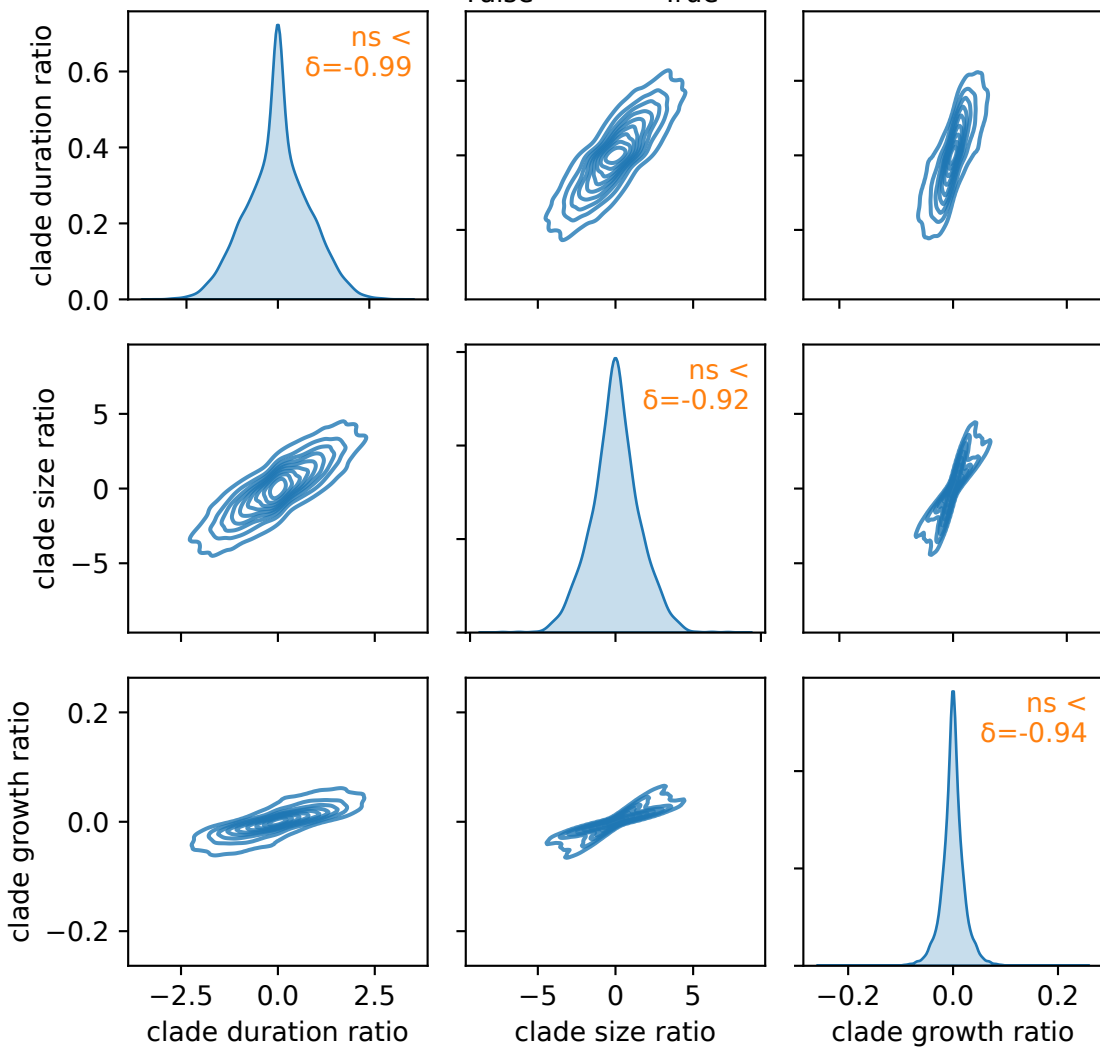 clade duration ratio
0.6
0.4
0.2
0.0
ns <
δ=-0.99
clade size ratio
5
0
−5
ns <
δ=-0.92
clade growth ratio
0.2
0.0
−0.2
ns <
δ=-0.94
−2.5 0.0 2.5
−5 0 5
−0.2 0.0 0.2
clade duration ratio
clade size ratio
clade growth ratio